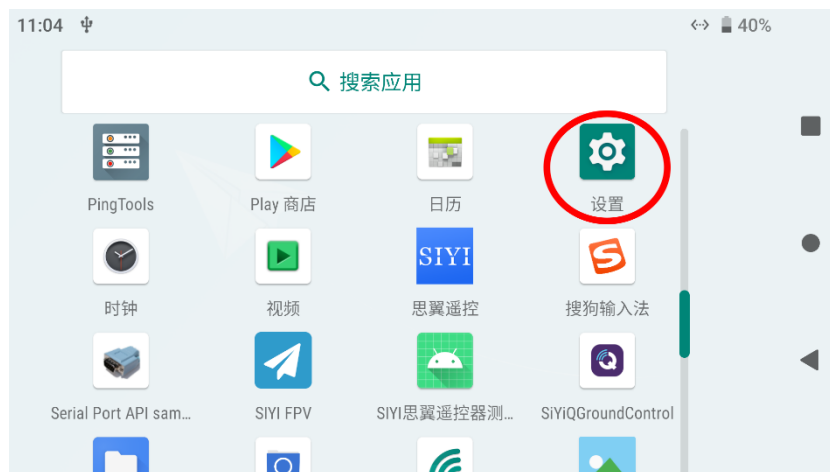 11:04
40%
搜索应用
PingTools
Play 商店
日历
设置
SIYI
时钟
视频
思翼遥控
搜狗输入法
Serial Port API sam...
SIYI FPV
SIYI思翼遥控器测...
SiYiQGroundControl